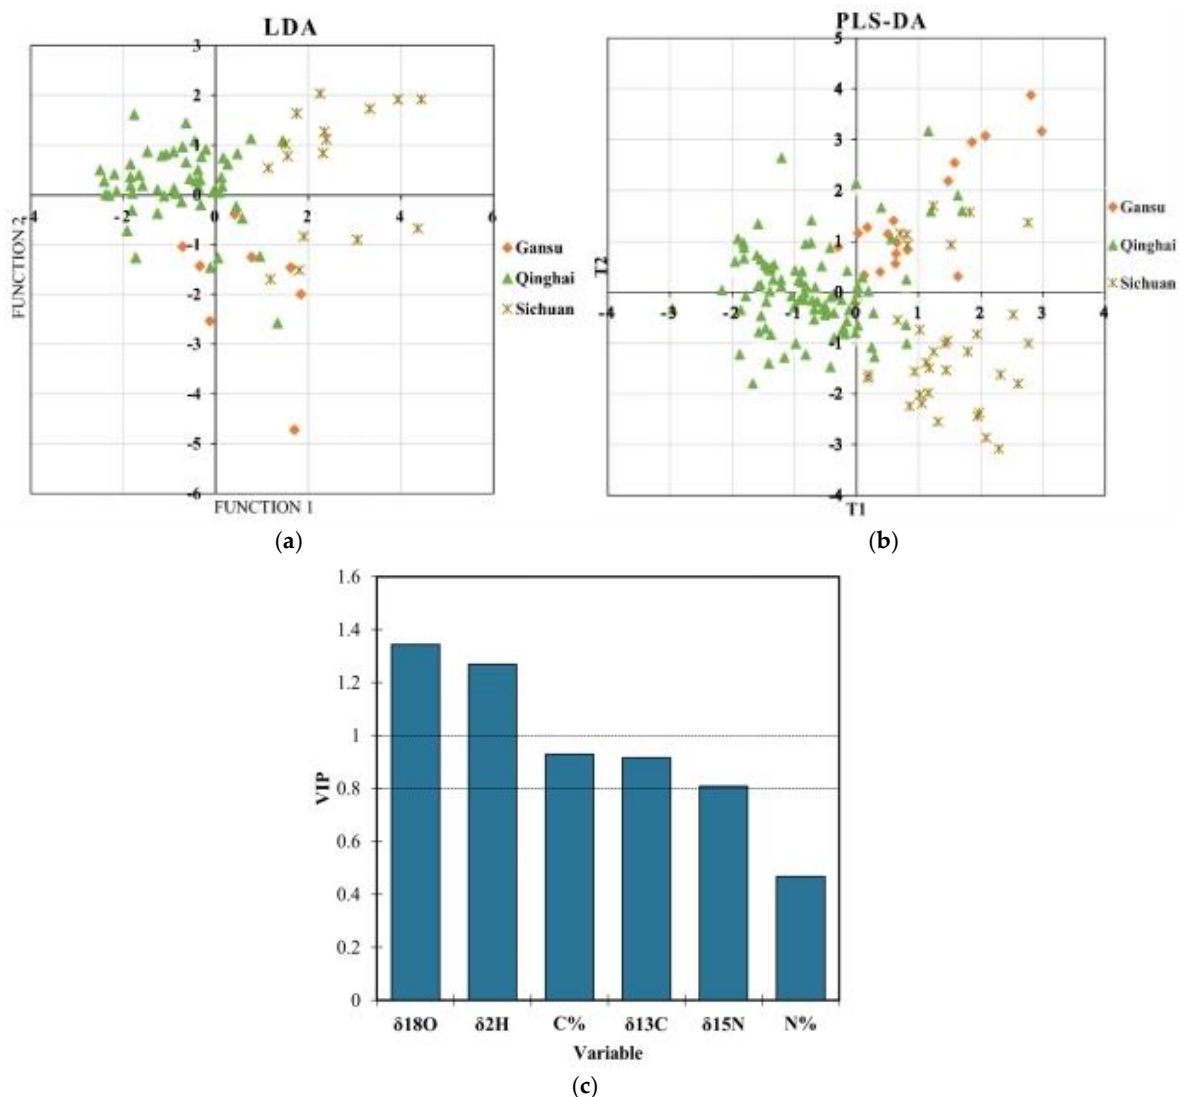 LDA
3
2
1
0
-4
-2
0
2
4
6
-1
-2
-3
-4
-5
-6
FUNCTION 2
FUNCTION 1
Gansu
Qinghai
Sichuan
(a)
PLS-DA
5
4
3
2
1
0
-4
-3
-2
-1
0
1
2
3
4
-1
-2
-3
-4
T2
T1
Gansu
Qinghai
Sichuan
(b)
1.6
1.4
1.2
1
0.8
0.6
0.4
0.2
0
VIP
δ18O δ2H C% δ13C δ15N N%
Variable
(c)